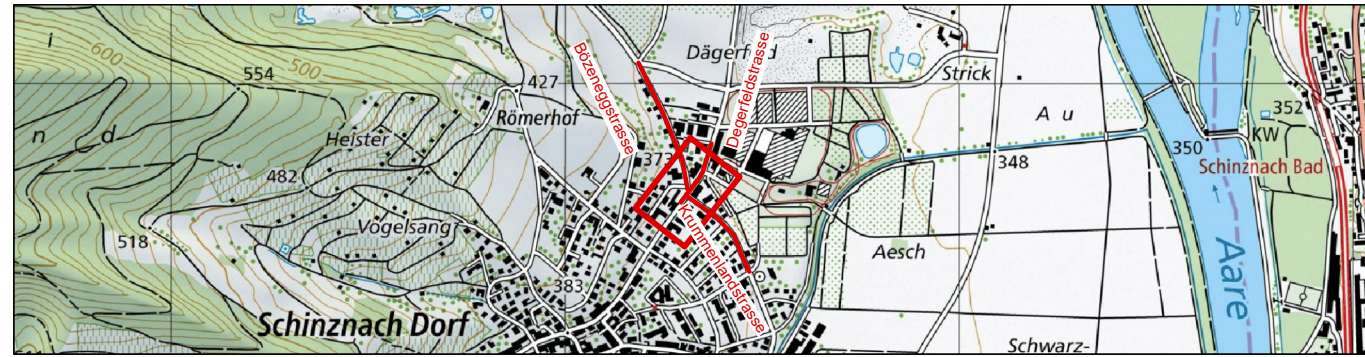 i
600
554
500
427
Römerhof
Bözeneggstrasse
Dägerfeld
Degerfeldstrasse
Strick
A u
352
KW
350
Schinznach Bad
n d
Heister
373
348
482
518
Vogelsang
Krummenlandstrasse
Aesch
Aare
383
Schinznach Dorf
Schwarz-